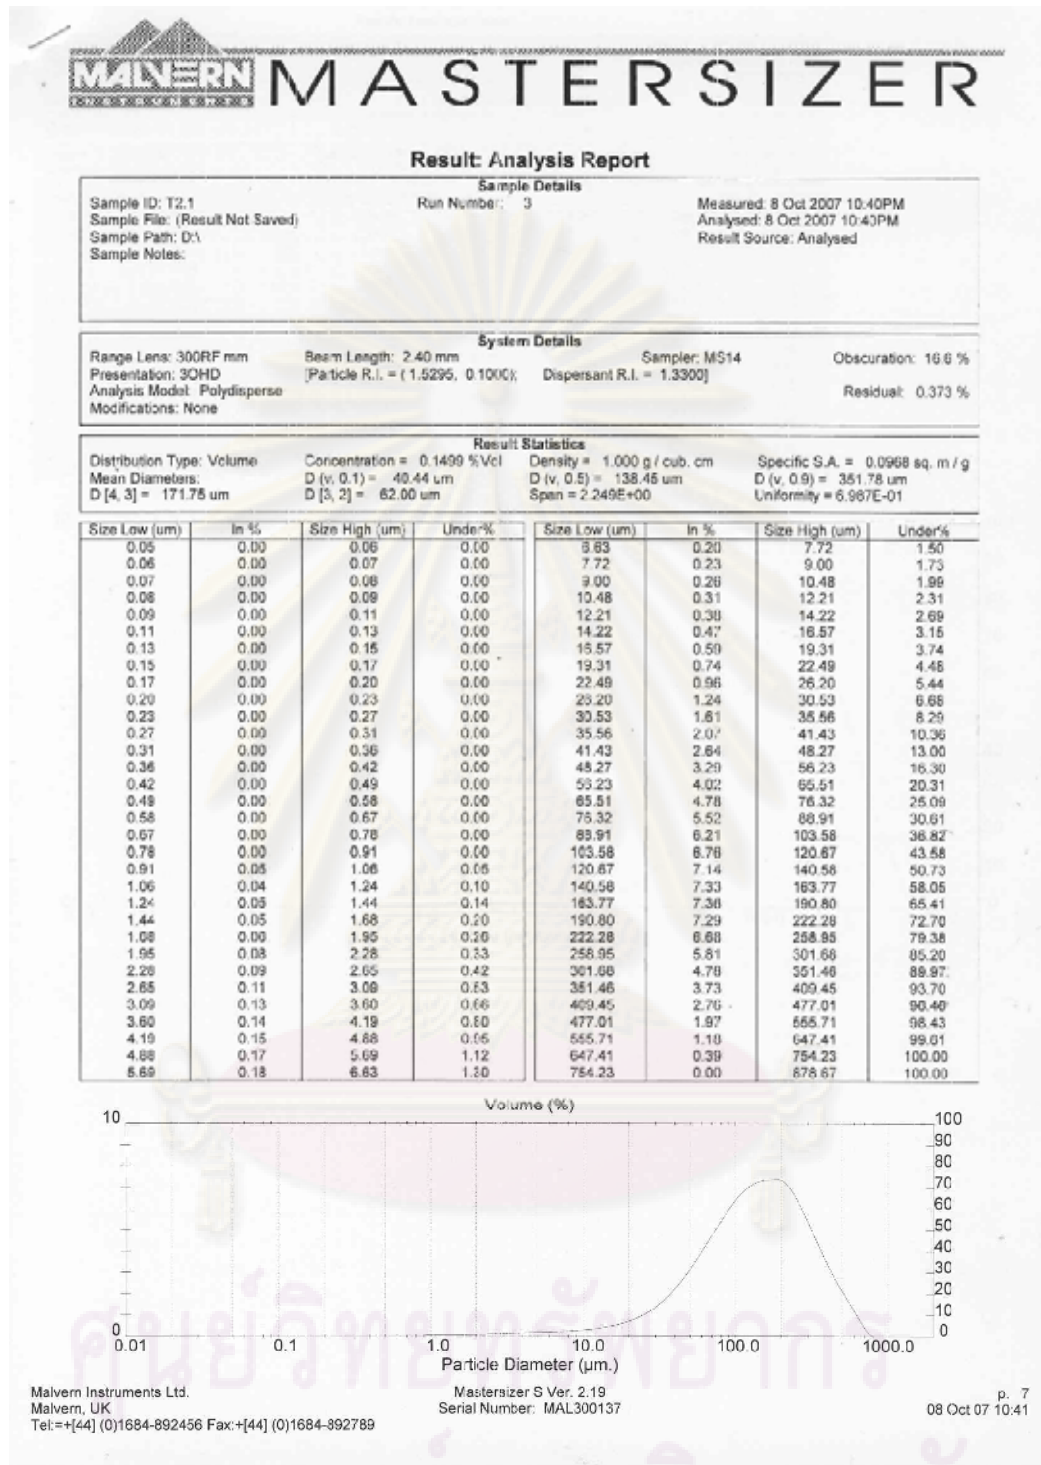 MALVERN MASTERSIZER
INSTRUMENTS
Result: Analysis Report
Sample Details
Sample ID: T2.1 Run Number: 3 Measured: 8 Oct 2007 10:40PM
Sample File: (Result Not Saved) Analysed: 8 Oct 2007 10:40PM
Sample Path: D:\ Result Source: Analysed
Sample Notes:
System Details
Range Lens: 300RF mm Beam Length: 2.40 mm Sampler: MS14 Obscuration: 16.6 %
Presentation: 3OHD [Particle R.I. = ( 1.5295, 0.1000); Dispersant R.I. = 1.3300]
Analysis Model: Polydisperse Residual: 0.373 %
Modifications: None
Result Statistics
Distribution Type: Volume Concentration = 0.1499 %Vol Density = 1.000 g / cub. cm Specific S.A. = 0.0968 sq. m / g
Mean Diameters: D (v, 0.1) = 40.44 um D (v, 0.5) = 138.45 um D (v, 0.9) = 351.78 um
D [4, 3] = 171.75 um D [3, 2] = 62.00 um Span = 2.249E+00 Uniformity = 6.987E-01
Size Low (um) In % Size High (um) Under% Size Low (um) In % Size High (um) Under%
0.05 0.00 0.06 0.00 6.63 0.20 7.72 1.50
0.06 0.00 0.07 0.00 7.72 0.23 9.00 1.73
0.07 0.00 0.08 0.00 9.00 0.26 10.48 1.99
0.08 0.00 0.09 0.00 10.48 0.31 12.21 2.31
0.09 0.00 0.11 0.00 12.21 0.38 14.22 2.69
0.11 0.00 0.13 0.00 14.22 0.47 16.57 3.15
0.13 0.00 0.15 0.00 16.57 0.59 19.31 3.74
0.15 0.00 0.17 0.00 19.31 0.74 22.49 4.48
0.17 0.00 0.20 0.00 22.49 0.96 26.20 5.44
0.20 0.00 0.23 0.00 26.20 1.24 30.53 6.68
0.23 0.00 0.27 0.00 30.53 1.61 35.56 8.29
0.27 0.00 0.31 0.00 35.56 2.07 41.43 10.36
0.31 0.00 0.36 0.00 41.43 2.64 48.27 13.00
0.36 0.00 0.42 0.00 48.27 3.29 56.23 16.30
0.42 0.00 0.49 0.00 56.23 4.02 65.51 20.31
0.49 0.00 0.58 0.00 65.51 4.78 76.32 25.09
0.58 0.00 0.67 0.00 76.32 5.52 88.91 30.61
0.67 0.00 0.78 0.00 88.91 6.21 103.58 36.82
0.78 0.00 0.91 0.00 103.58 6.76 120.67 43.58
0.91 0.05 1.06 0.05 120.67 7.14 140.58 50.73
1.06 0.04 1.24 0.10 140.58 7.33 163.77 58.05
1.24 0.05 1.44 0.14 163.77 7.36 190.80 65.41
1.44 0.05 1.68 0.20 190.80 7.29 222.28 72.70
1.68 1.95 0.26 222.28 6.68 258.95 79.38
1.95 0.08 2.28 0.33 258.95 5.81 301.68 85.20
2.28 0.09 2.65 0.42 301.68 4.78 351.46 89.97
2.65 0.11 3.09 0.53 351.46 3.73 409.45 93.70
3.09 0.13 3.60 0.66 409.45 2.76 477.01
3.60 0.14 4.19 0.80 477.01 1.97 555.71 98.43
4.19 0.15 4.88 0.95 555.71 1.18 647.41 99.61
4.88 0.17 5.69 1.12 647.41 0.39 754.23 100.00
5.69 0.18 6.63 1.30 754.23 0.00 878.67 100.00
Volume (%)
10 100
90
80
70
60
50
40
30
20
10
0 0
0.01 0.1 1.0 10.0 100.0 1000.0
Particle Diameter (µm.)
ศูนย์วิทยทรัพยากร
Malvern Instruments Ltd. Mastersizer S Ver. 2.19 p. 7
Malvern, UK Serial Number: MAL300137 08 Oct 07 10:41
Tel:=+[44] (0)1684-892456 Fax:+[44] (0)1684-892789